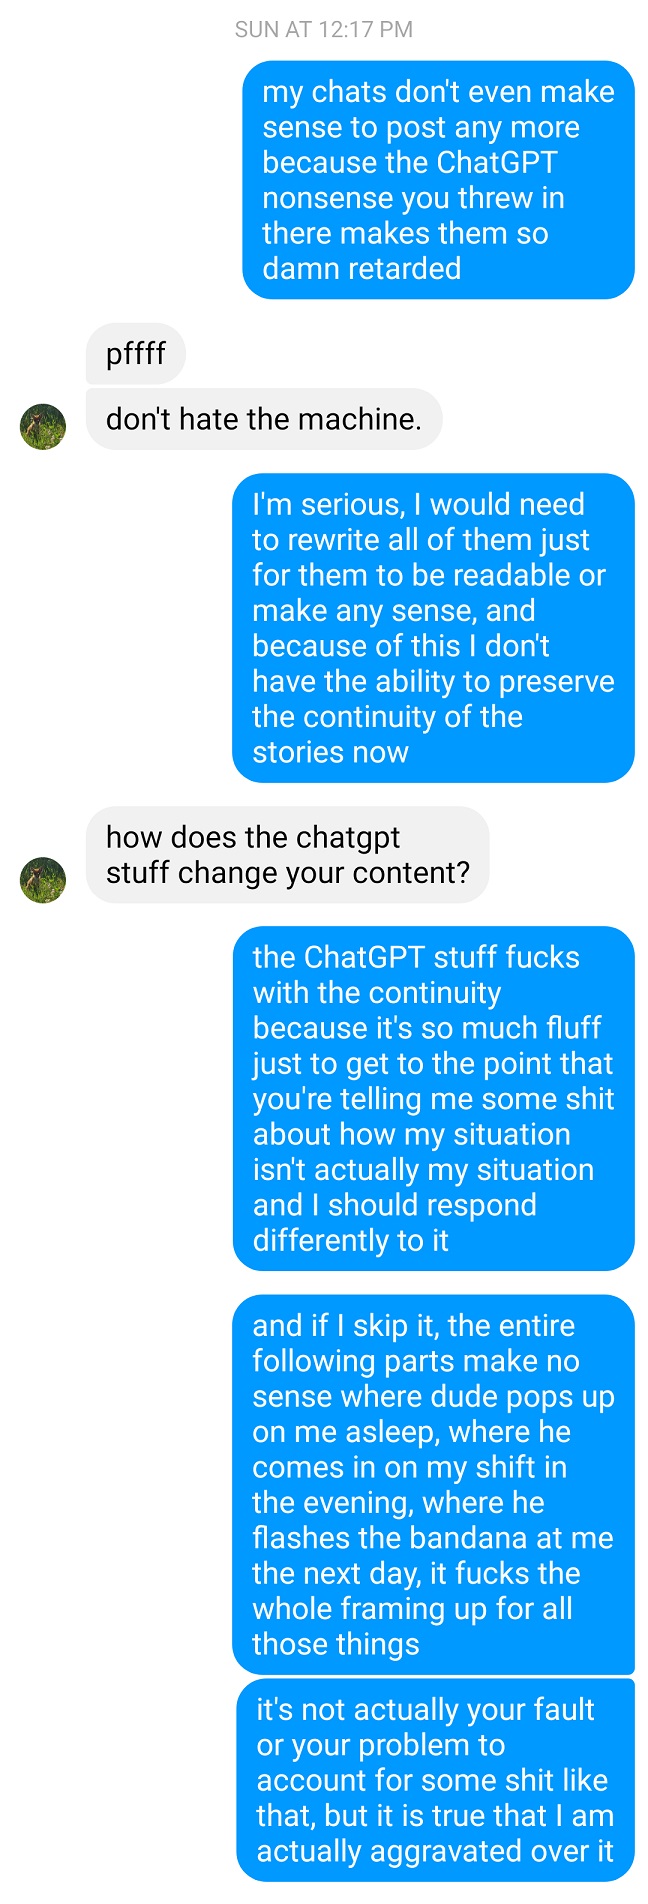 SUN AT 12:17 PM
my chats don't even make
sense to post any more
because the ChatGPT
nonsense you threw in
there makes them so
damn retarded
pffff
don't hate the machine.
I'm serious, I would need
to rewrite all of them just
for them to be readable or
make any sense, and
because of this I don't
have the ability to preserve
the continuity of the
stories now
how does the chatgpt
stuff change your content?
the ChatGPT stuff fucks
with the continuity
because it's so much fluff
just to get to the point that
you're telling me some shit
about how my situation
isn't actually my situation
and I should respond
differently to it
and if I skip it, the entire
following parts make no
sense where dude pops up
on me asleep, where he
comes in on my shift in
the evening, where he
flashes the bandana at me
the next day, it fucks the
whole framing up for all
those things
it's not actually your fault
or your problem to
account for some shit like
that, but it is true that I am
actually aggravated over it